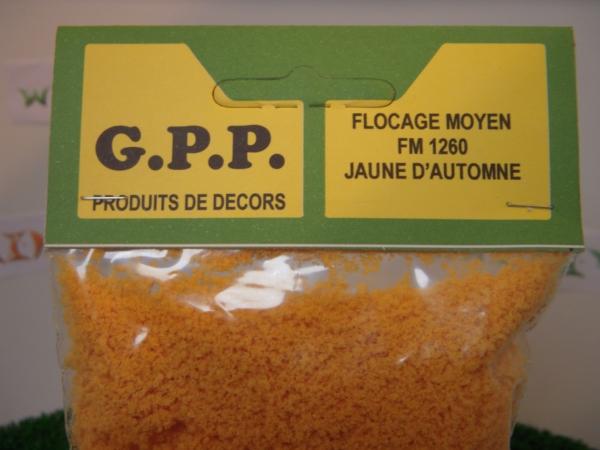 G.P.P.
PRODUITS DE DECORS
FLOCAGE MOYEN
FM 1260
JAUNE D'AUTOMNE